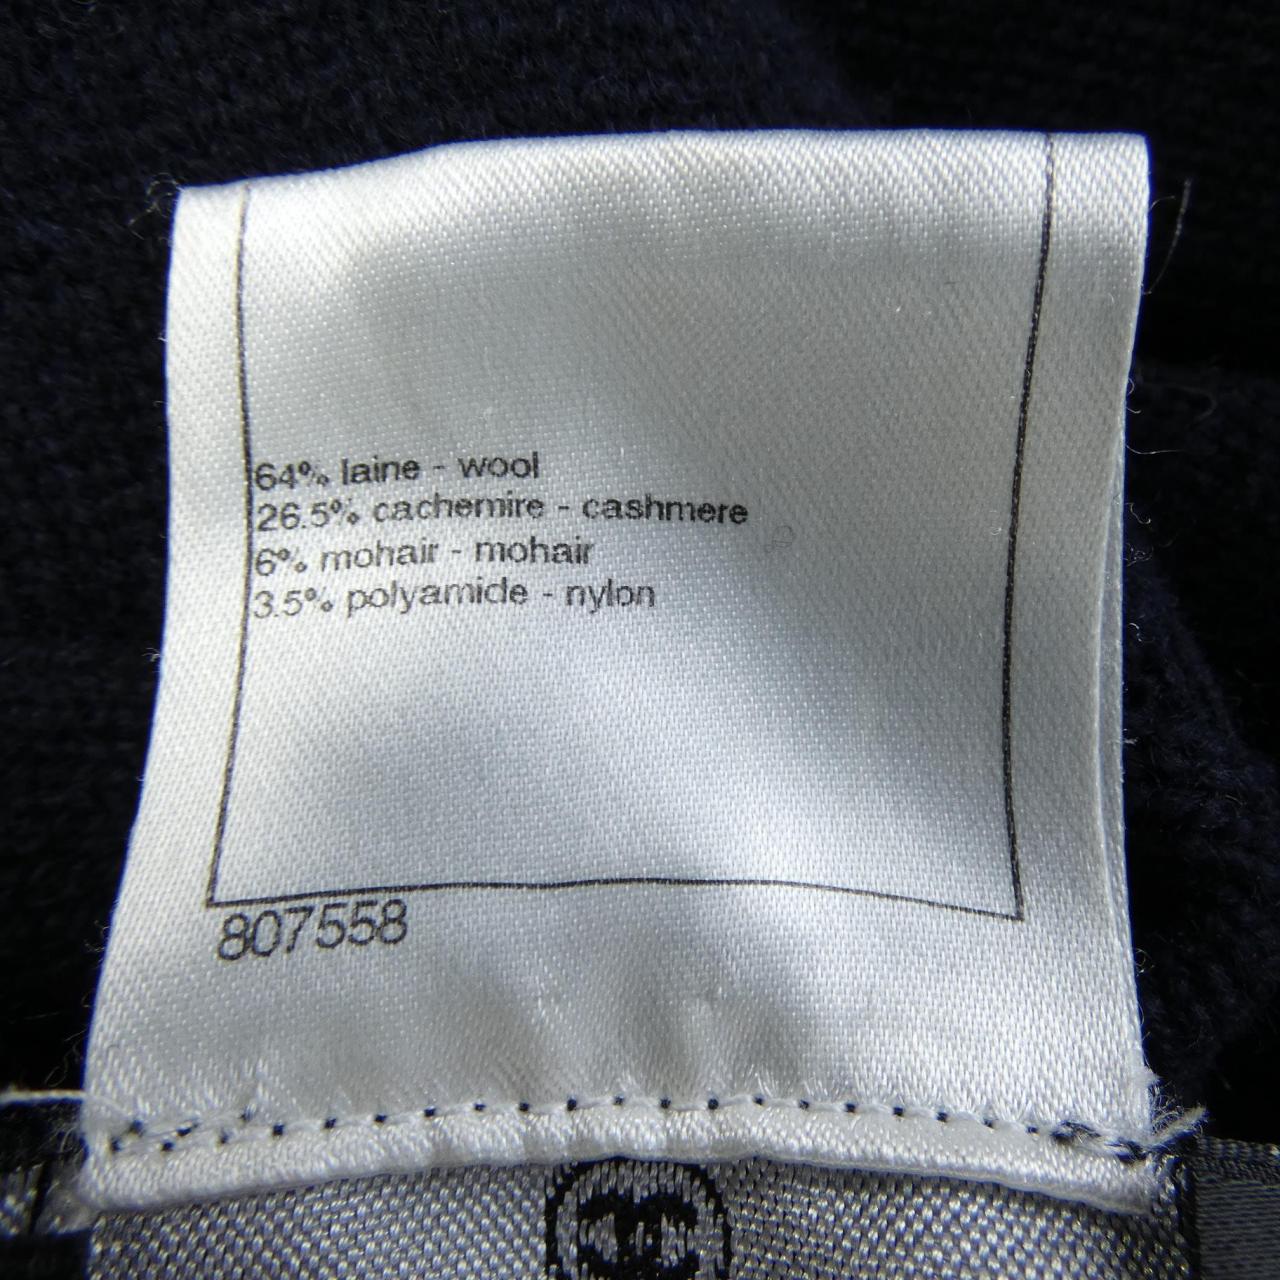 64% laine - wool
26.5% cachemire - cashmere
6% mohair - mohair
3.5% polyamide - nylon
807558